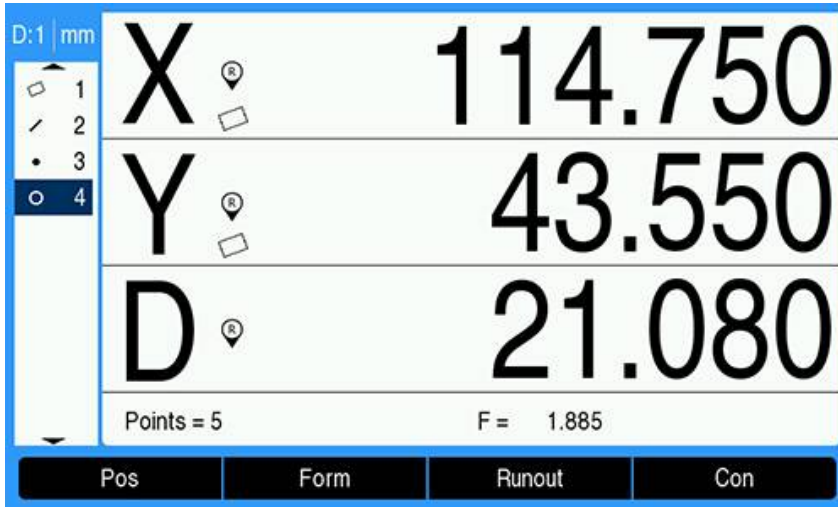 D:1 mm
1
2
3
4
X R 114.750
Y R 43.550
D R 21.080
Points = 5 F = 1.885
Pos Form Runout Con